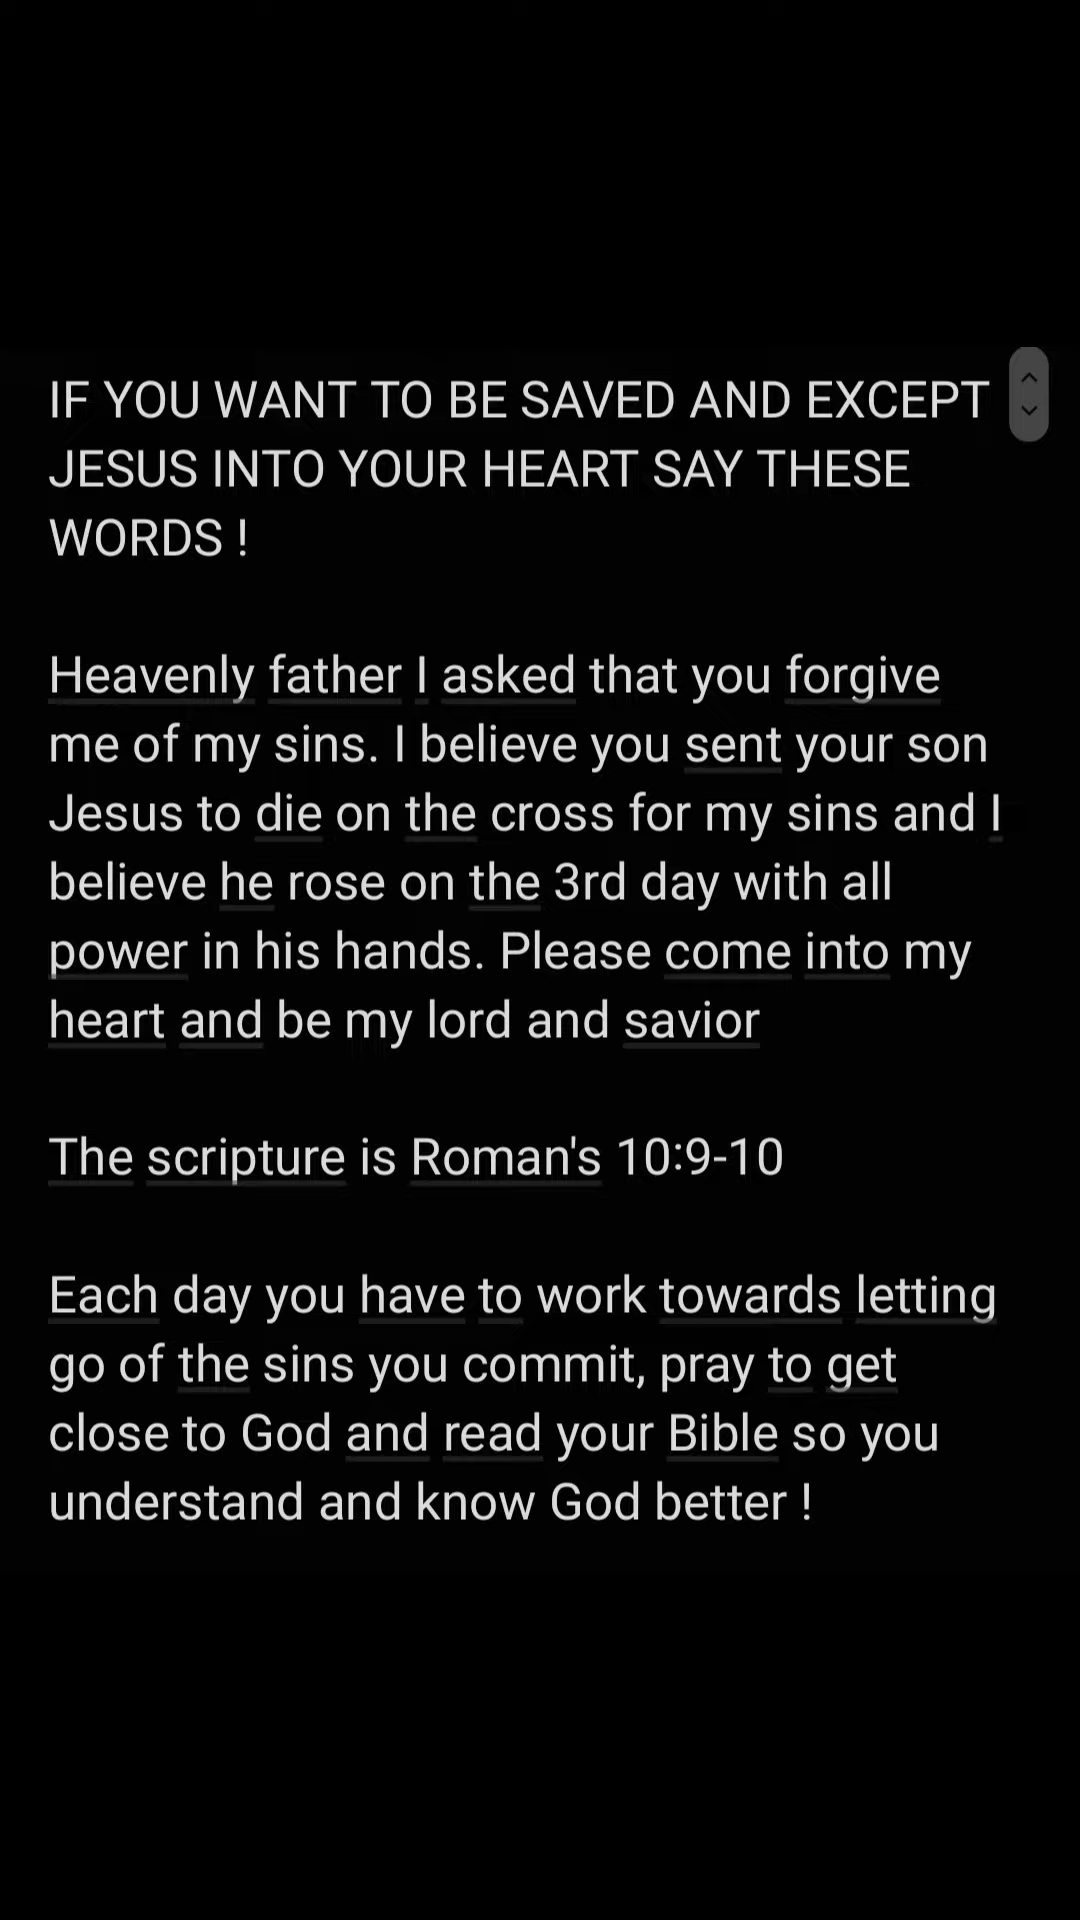 IF YOU WANT TO BE SAVED AND EXCEPT
JESUS INTO YOUR HEART SAY THESE
WORDS !
Heavenly father I asked that you forgive
me of my sins. I believe you sent your son
Jesus to die on the cross for my sins and I
believe he rose on the 3rd day with all
power in his hands. Please come into my
heart and be my lord and savior
The scripture is Roman's 10:9-10
Each day you have to work towards letting
go of the sins you commit, pray to get
close to God and read your Bible so you
understand and know God better !